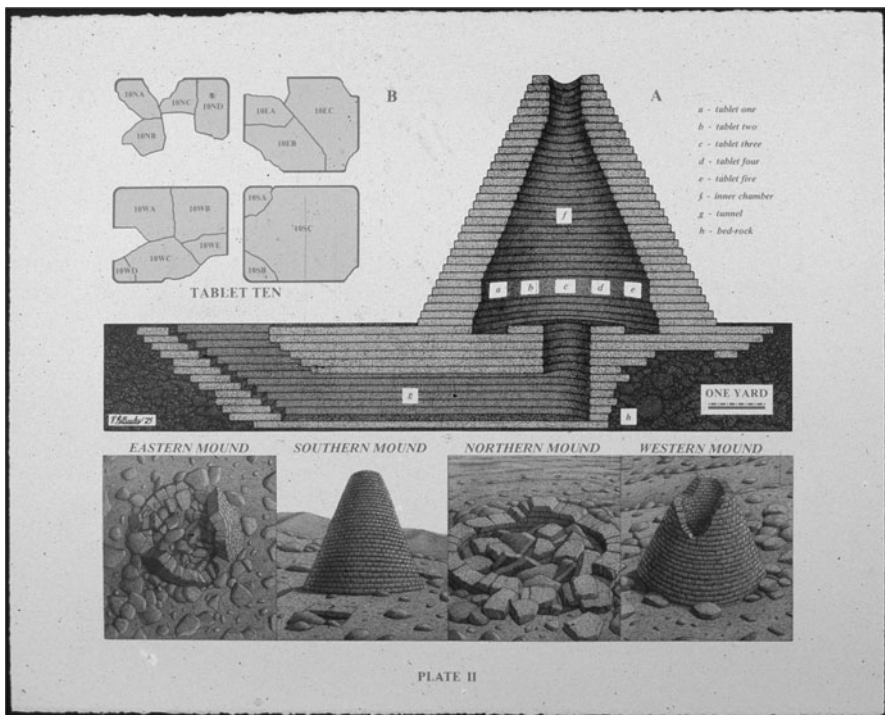 B
A
10NA
10NC
10ND
10NB
10EA
10EC
10EB
10WA
10WB
10WC
10WE
10WD
10SA
10SC
10SB
TABLET TEN
a - tablet one
b - tablet two
c - tablet three
d - tablet four
e - tablet five
f - inner chamber
g - tunnel
h - bed-rock
f
a b c d e
g
h
ONE YARD
EASTERN MOUND SOUTHERN MOUND NORTHERN MOUND WESTERN MOUND
PLATE II